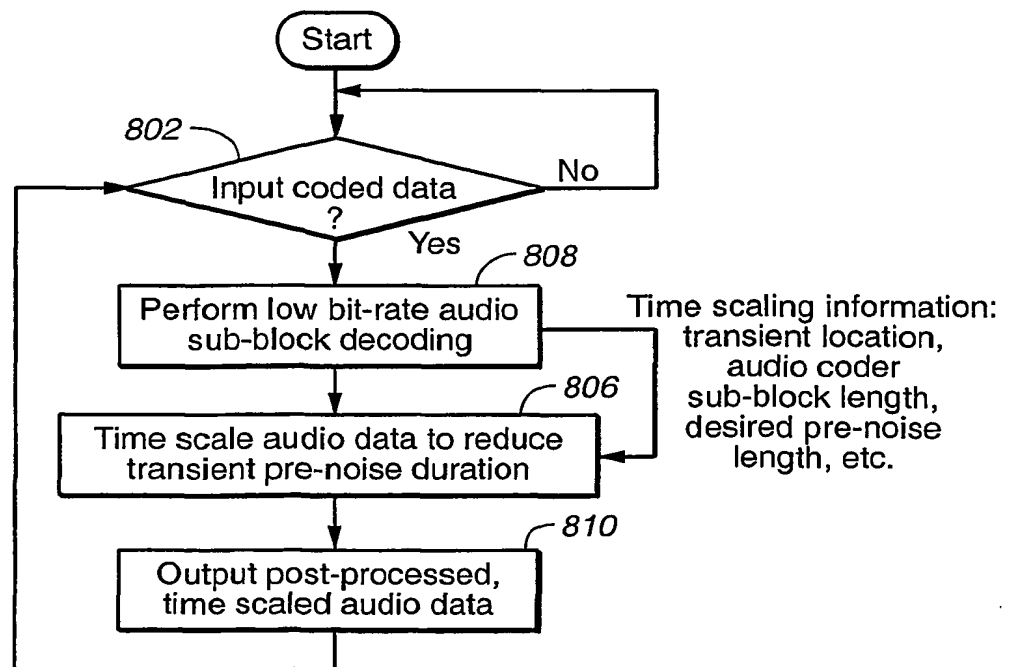 Start
802
Input coded data
?
No
Yes
808
Perform low bit-rate audio
sub-block decoding
Time scaling information:
transient location,
audio coder
sub-block length,
desired pre-noise
length, etc.
806
Time scale audio data to reduce
transient pre-noise duration
810
Output post-processed,
time scaled audio data